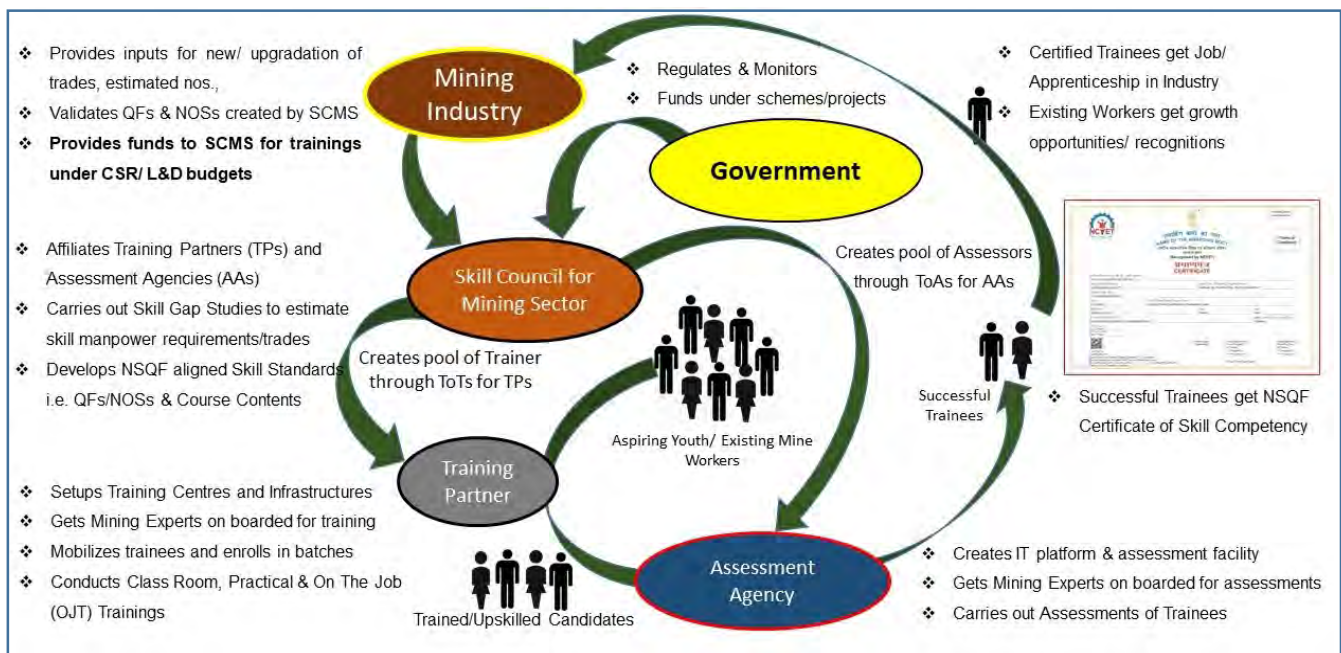 ❖ Provides inputs for new/ upgradation of
trades, estimated nos.,
❖ Validates QFs & NOSs created by SCMS
❖ Provides funds to SCMS for trainings
under CSR/ L&D budgets
Mining
Industry
❖ Regulates & Monitors
❖ Funds under schemes/projects
Government
❖ Certified Trainees get Job/
Apprenticeship in Industry
❖ Existing Workers get growth
opportunities/ recognitions
❖ Affiliates Training Partners (TPs) and
Assessment Agencies (AAs)
❖ Carries out Skill Gap Studies to estimate
skill manpower requirements/trades
❖ Develops NSQF aligned Skill Standards
i.e. QFs/NOSs & Course Contents
Skill Council for
Mining Sector
Creates pool of Trainer
through ToTs for TPs
Creates pool of Assessors
through ToAs for AAs
Aspiring Youth/ Existing Mine
Workers
Successful
Trainees
NCVET
CERTIFICATE
❖ Successful Trainees get NSQF
Certificate of Skill Competency
Training
Partner
❖ Setups Training Centres and Infrastructures
❖ Gets Mining Experts on boarded for training
❖ Mobilizes trainees and enrolls in batches
❖ Conducts Class Room, Practical & On The Job
(OJT) Trainings
Trained/Upskilled Candidates
Assessment
Agency
❖ Creates IT platform & assessment facility
❖ Gets Mining Experts on boarded for assessments
❖ Carries out Assessments of Trainees